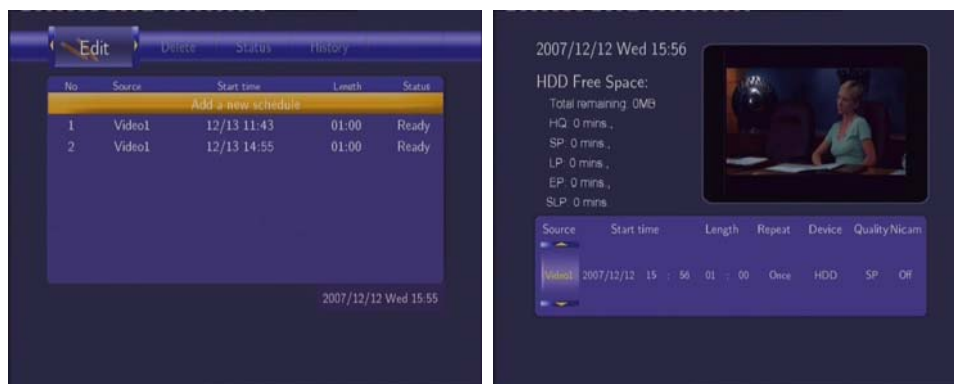 Edit Delete Status History
No Source Start time Length Status
Add a new schedule
1 Video1 12/13 11:43 01:00 Ready
2 Video1 12/13 14:55 01:00 Ready
2007/12/12 Wed 15:55
2007/12/12 Wed 15:56
HDD Free Space:
Total remaining: 0MB
HQ: 0 mins.,
SP: 0 mins.,
LP: 0 mins.,
EP: 0 mins.,
SLP: 0 mins.
Source Start time Length Repeat Device Quality Nicam
Video1 2007/12/12 15 : 56 01 : 00 Once HDD SP Off